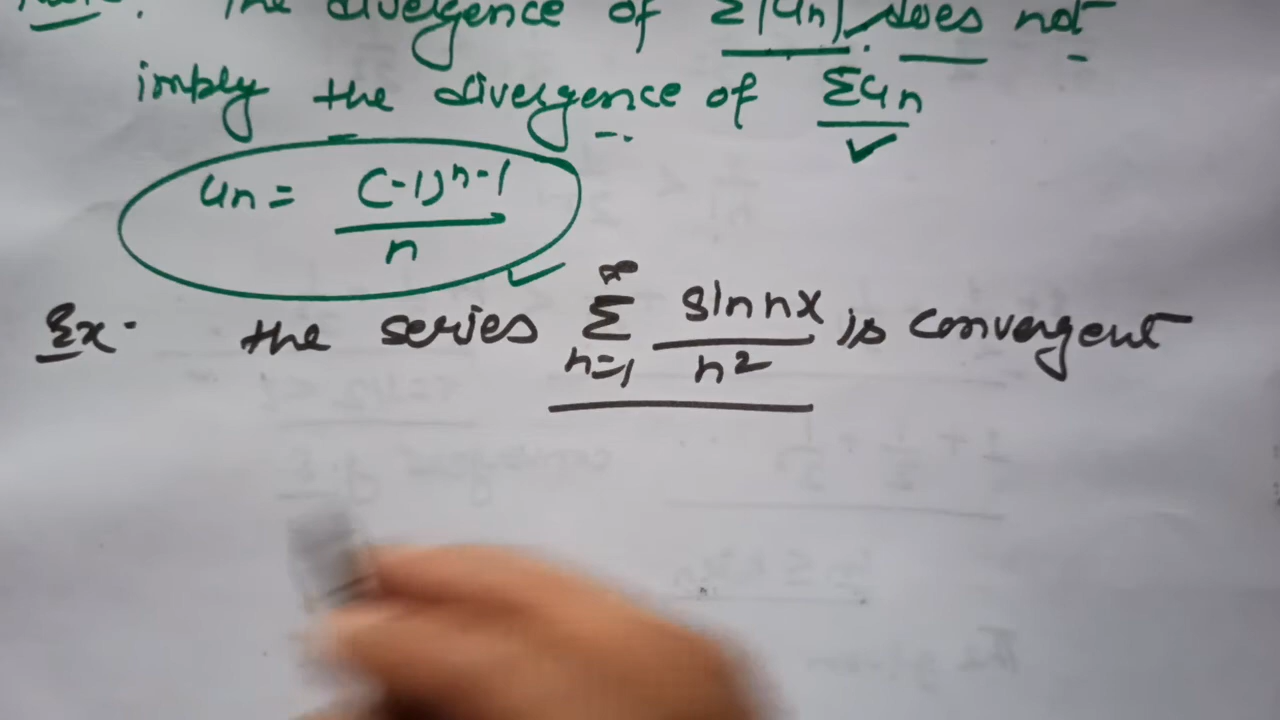 Note: The divergence of Σ|un| does not
imply the divergence of Σun
un = (-1)^n-1 / n
Ex. the series ∞ Σ n=1 sin nx / n² is convergent